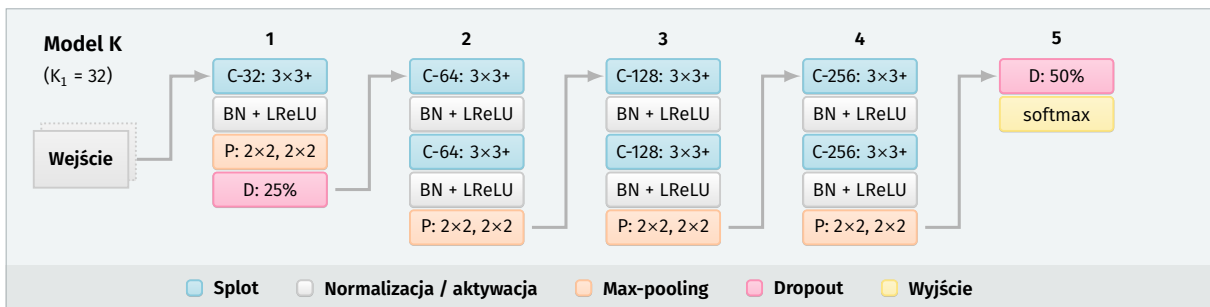 Model K
(K₁ = 32)
Wejście
1
C-32: 3×3+
BN + LReLU
P: 2×2, 2×2
D: 25%
2
C-64: 3×3+
BN + LReLU
C-64: 3×3+
BN + LReLU
P: 2×2, 2×2
3
C-128: 3×3+
BN + LReLU
C-128: 3×3+
BN + LReLU
P: 2×2, 2×2
4
C-256: 3×3+
BN + LReLU
C-256: 3×3+
BN + LReLU
P: 2×2, 2×2
5
D: 50%
softmax
Splot
Normalizacja / aktywacja
Max-pooling
Dropout
Wyjście